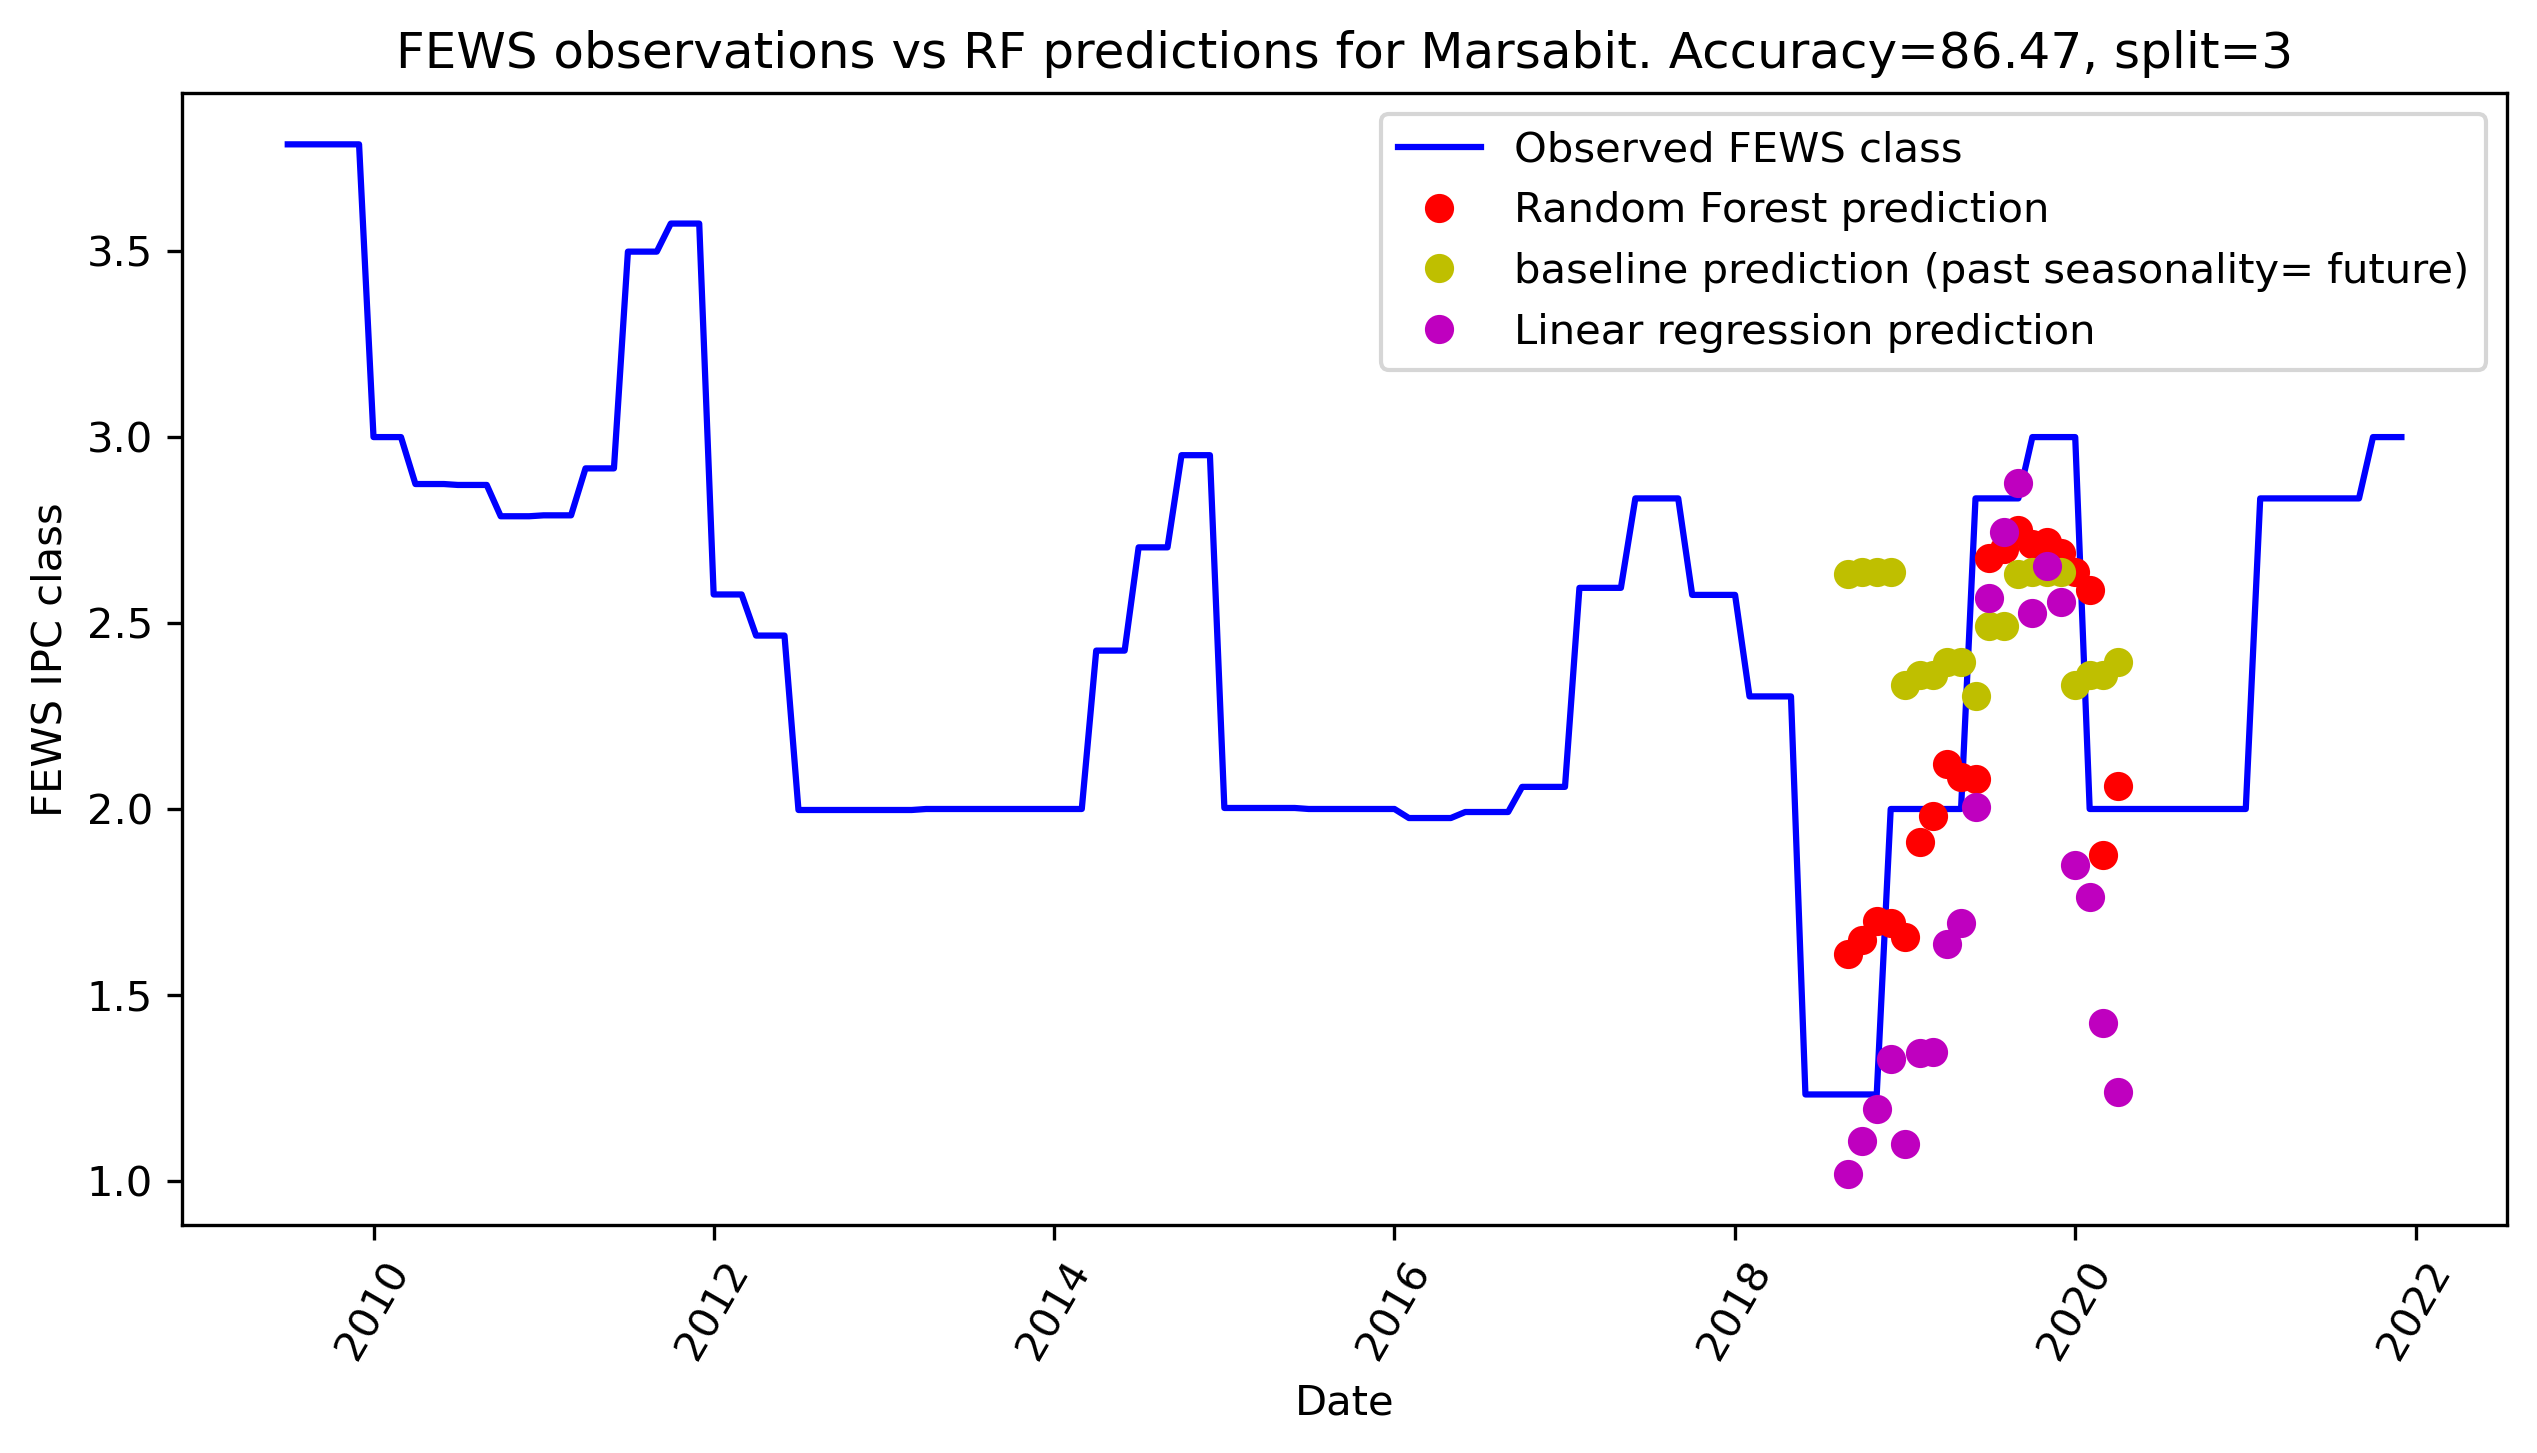 FEWS observations vs RF predictions for Marsabit. Accuracy=86.47, split=3
Observed FEWS class
Random Forest prediction
baseline prediction (past seasonality= future)
Linear regression prediction
FEWS IPC class
3.5
3.0
2.5
2.0
1.5
1.0
2010
2012
2014
2016
2018
2020
2022
Date